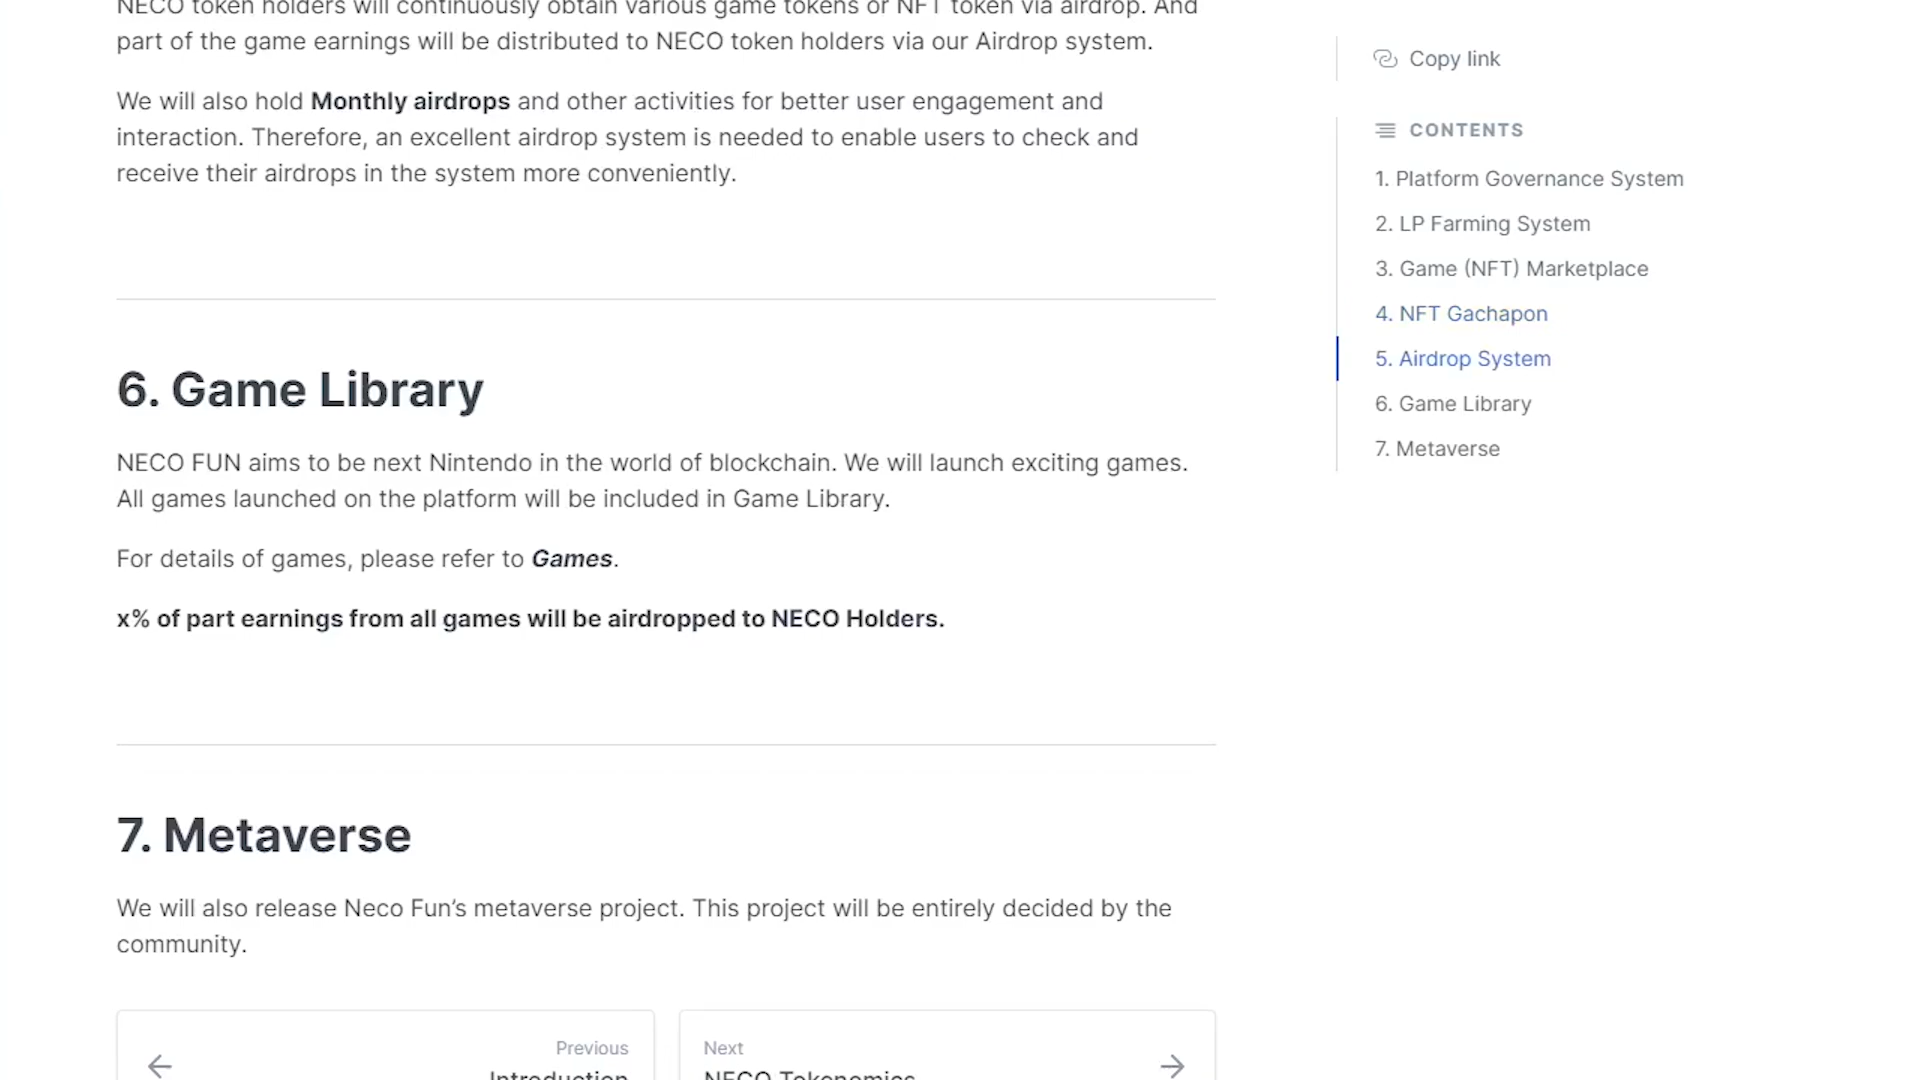 NECO token holders will continuously obtain various game tokens or NFT token via airdrop. And
part of the game earnings will be distributed to NECO token holders via our Airdrop system.
We will also hold Monthly airdrops and other activities for better user engagement and
interaction. Therefore, an excellent airdrop system is needed to enable users to check and
receive their airdrops in the system more conveniently.
6. Game Library
NECO FUN aims to be next Nintendo in the world of blockchain. We will launch exciting games.
All games launched on the platform will be included in Game Library.
For details of games, please refer to Games.
x% of part earnings from all games will be airdropped to NECO Holders.
7. Metaverse
We will also release Neco Fun’s metaverse project. This project will be entirely decided by the
community.
Previous
Introduction
Next
NECO Tokenomics
Copy link
CONTENTS
1. Platform Governance System
2. LP Farming System
3. Game (NFT) Marketplace
4. NFT Gachapon
5. Airdrop System
6. Game Library
7. Metaverse